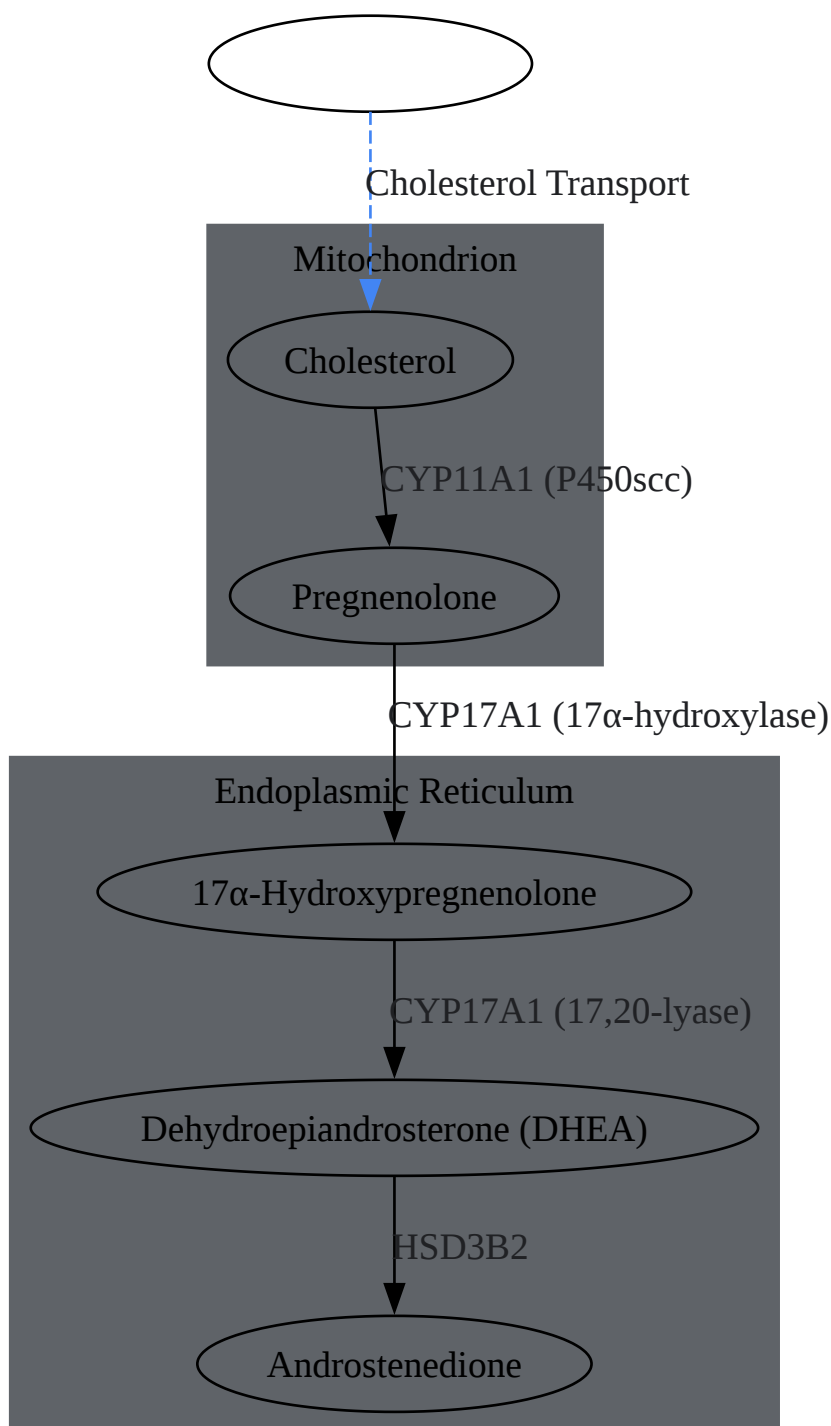 Cholesterol Transport
Mitochondrion
Cholesterol
CYP11A1 (P450scc)
Pregnenolone
CYP17A1 (17α-hydroxylase)
Endoplasmic Reticulum
17α-Hydroxypregnenolone
CYP17A1 (17,20-lyase)
Dehydroepiandrosterone (DHEA)
HSD3B2
Androstenedione